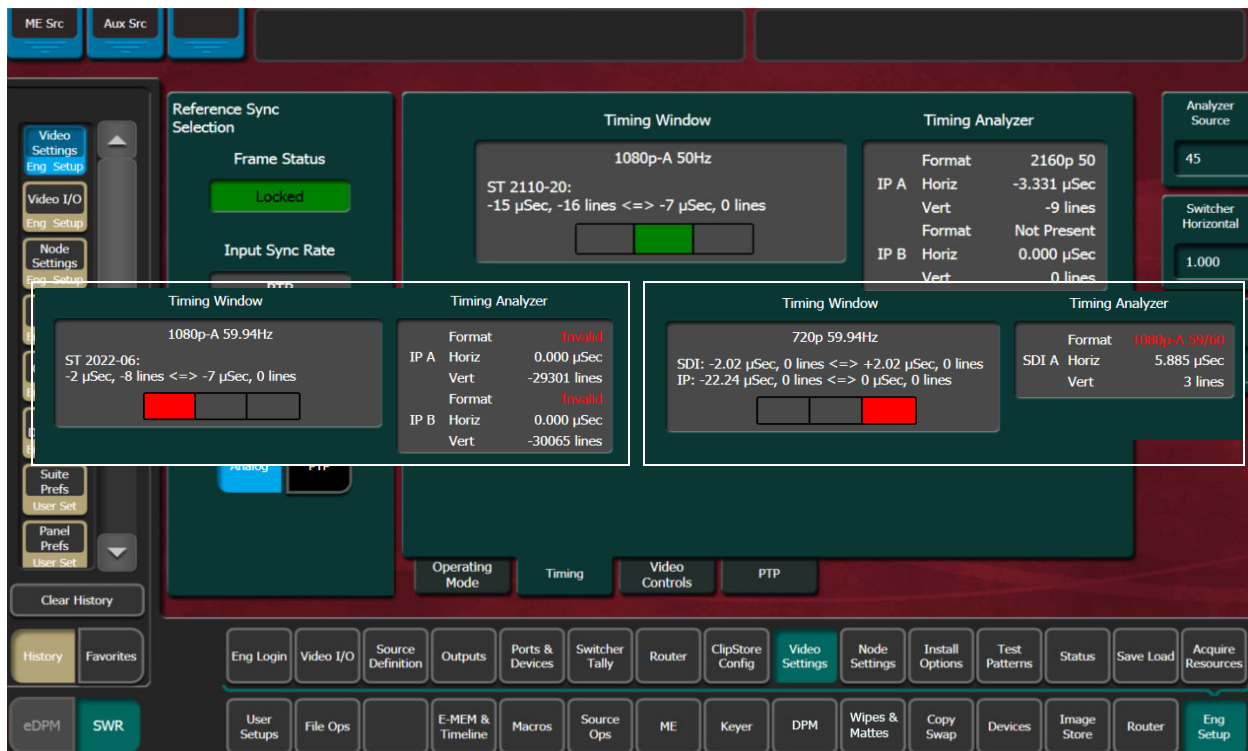 ME Src
Aux Src
Video
Settings
Eng Setup
Video I/O
Eng Setup
Node
Settings
Eng Setup
Suite
Prefs
User Set
Panel
Prefs
User Set
Clear History
History
Favorites
eDPM
SWR
Reference Sync
Selection
Frame Status
Locked
Input Sync Rate
PTP
Analog
PTP
Timing Window
1080p-A 50Hz
ST 2110-20:
-15 µSec, -16 lines <=> -7 µSec, 0 lines
Timing Analyzer
Format 2160p 50
IP A Horiz -3.331 µSec
Vert -9 lines
Format Not Present
IP B Horiz 0.000 µSec
Vert 0 lines
Analyzer
Source
45
Switcher
Horizontal
1.000
Timing Window
1080p-A 59.94Hz
ST 2022-06:
-2 µSec, -8 lines <=> -7 µSec, 0 lines
Timing Analyzer
Format Invalid
IP A Horiz 0.000 µSec
Vert -29301 lines
Format Invalid
IP B Horiz 0.000 µSec
Vert -30065 lines
Timing Window
720p 59.94Hz
SDI: -2.02 µSec, 0 lines <=> +2.02 µSec, 0 lines
IP: -22.24 µSec, 0 lines <=> 0 µSec, 0 lines
Timing Analyzer
Format 1080p-A 59/60
SDI A Horiz 5.885 µSec
Vert 3 lines
Operating
Mode
Timing
Video
Controls
PTP
Eng Login
Video I/O
Source
Definition
Outputs
Ports &
Devices
Switcher
Tally
Router
ClipStore
Config
Video
Settings
Node
Settings
Install
Options
Test
Patterns
Status
Save Load
Acquire
Resources
User
Setups
File Ops
E-MEM &
Timeline
Macros
Source
Ops
ME
Keyer
DPM
Wipes &
Mattes
Copy
Swap
Devices
Image
Store
Router
Eng
Setup